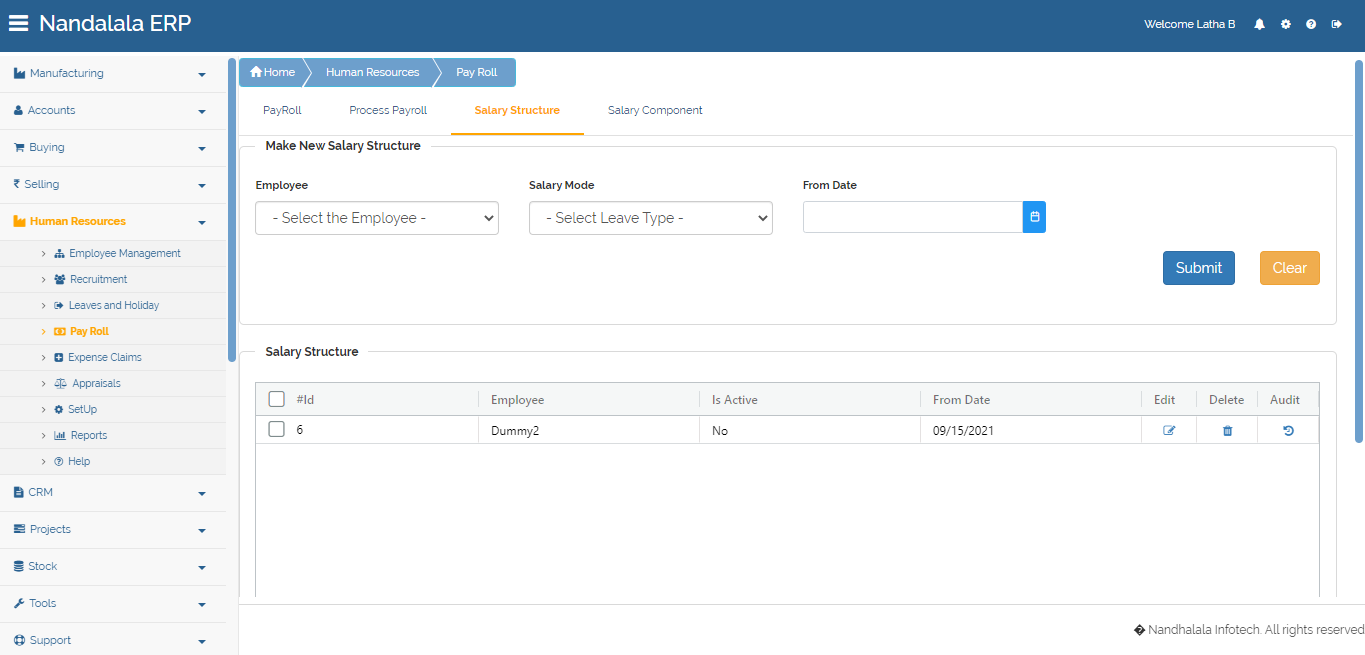 Nandalala ERP
Welcome Latha B
Manufacturing
Accounts
Buying
Selling
Human Resources
Employee Management
Recruitment
Leaves and Holiday
Pay Roll
Expense Claims
Appraisals
SetUp
Reports
Help
CRM
Projects
Stock
Tools
Support
Home Human Resources Pay Roll
PayRoll Process Payroll Salary Structure Salary Component
Make New Salary Structure
Employee Salary Mode From Date
- Select the Employee - - Select Leave Type -
Submit Clear
Salary Structure
#Id Employee Is Active From Date Edit Delete Audit
6 Dummy2 No 09/15/2021
� Nandhalala Infotech. All rights reserved